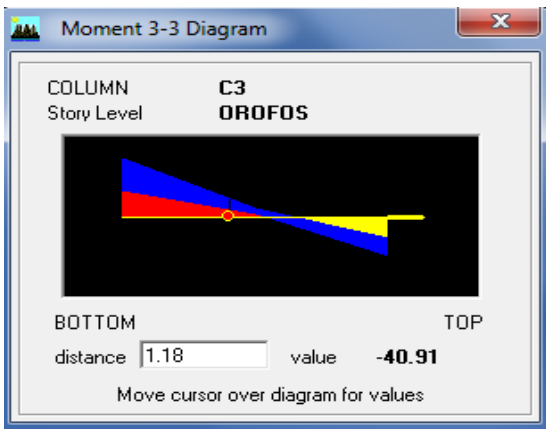 Moment 3-3 Diagram
COLUMN C3
Story Level OROFOS
BOTTOM TOP
distance 1.18 value -40.91
Move cursor over diagram for values